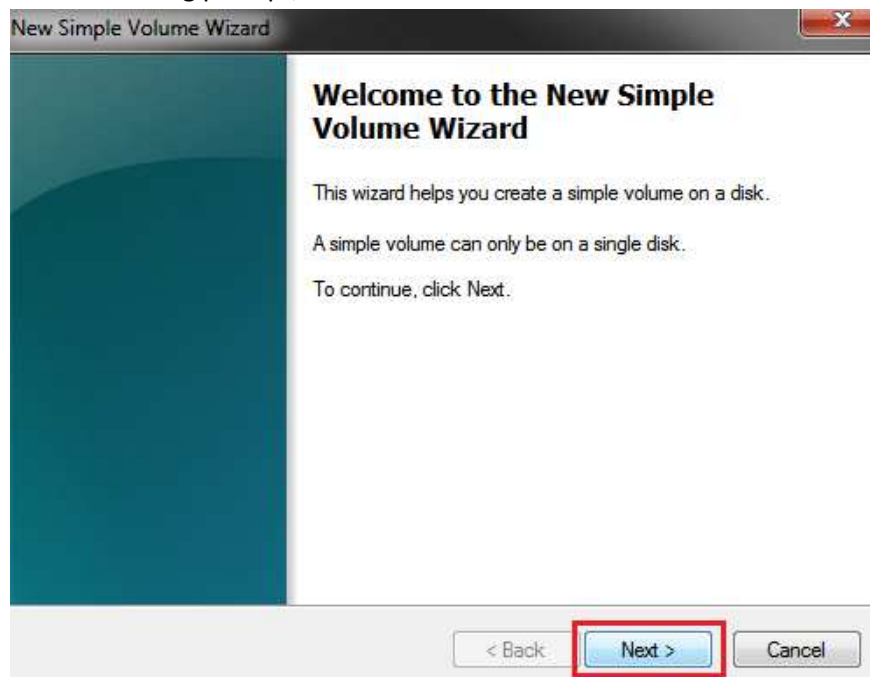 New Simple Volume Wizard
X
Welcome to the New Simple
Volume Wizard
This wizard helps you create a simple volume on a disk.
A simple volume can only be on a single disk.
To continue, click Next.
< Back Next > Cancel